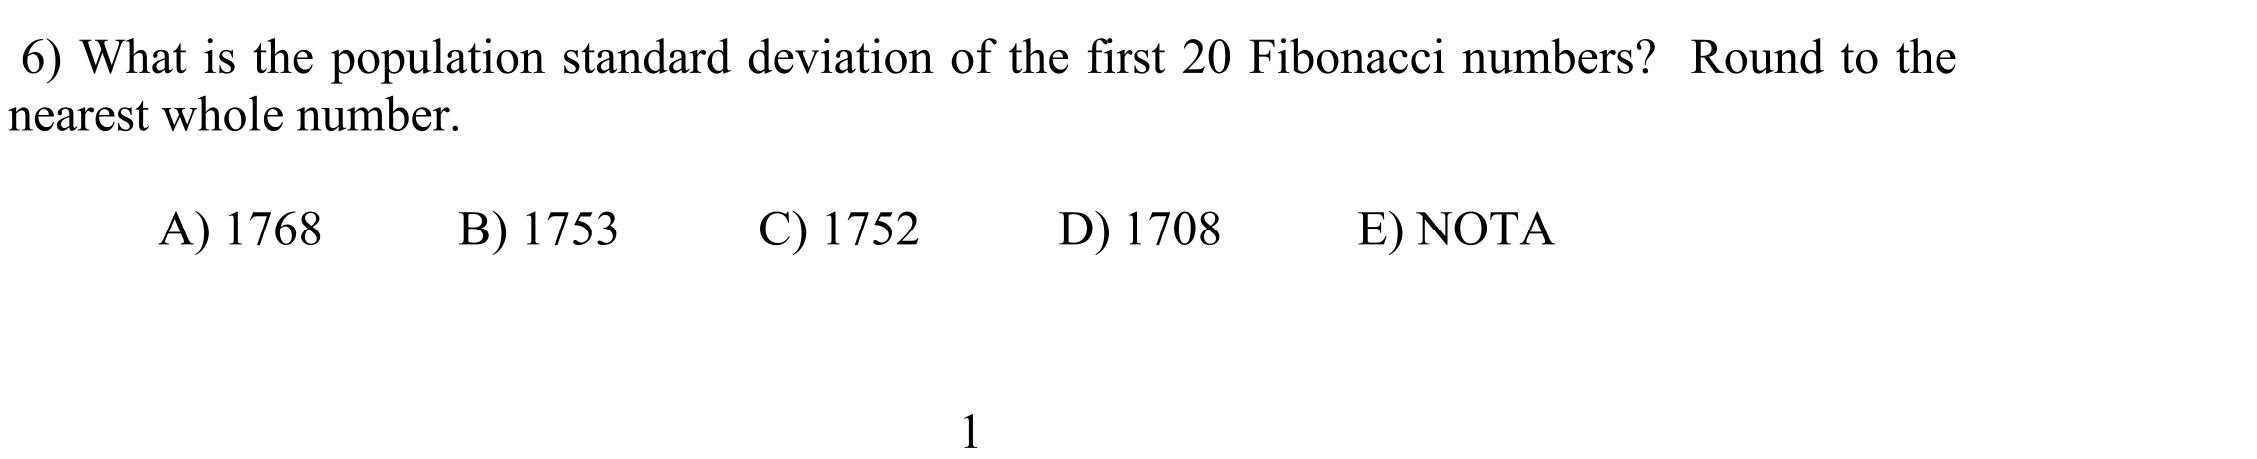 6) What is the population standard deviation of the first 20 Fibonacci numbers? Round to the
nearest whole number.
A) 1768 B) 1753 C) 1752 D) 1708 E) NOTA
1